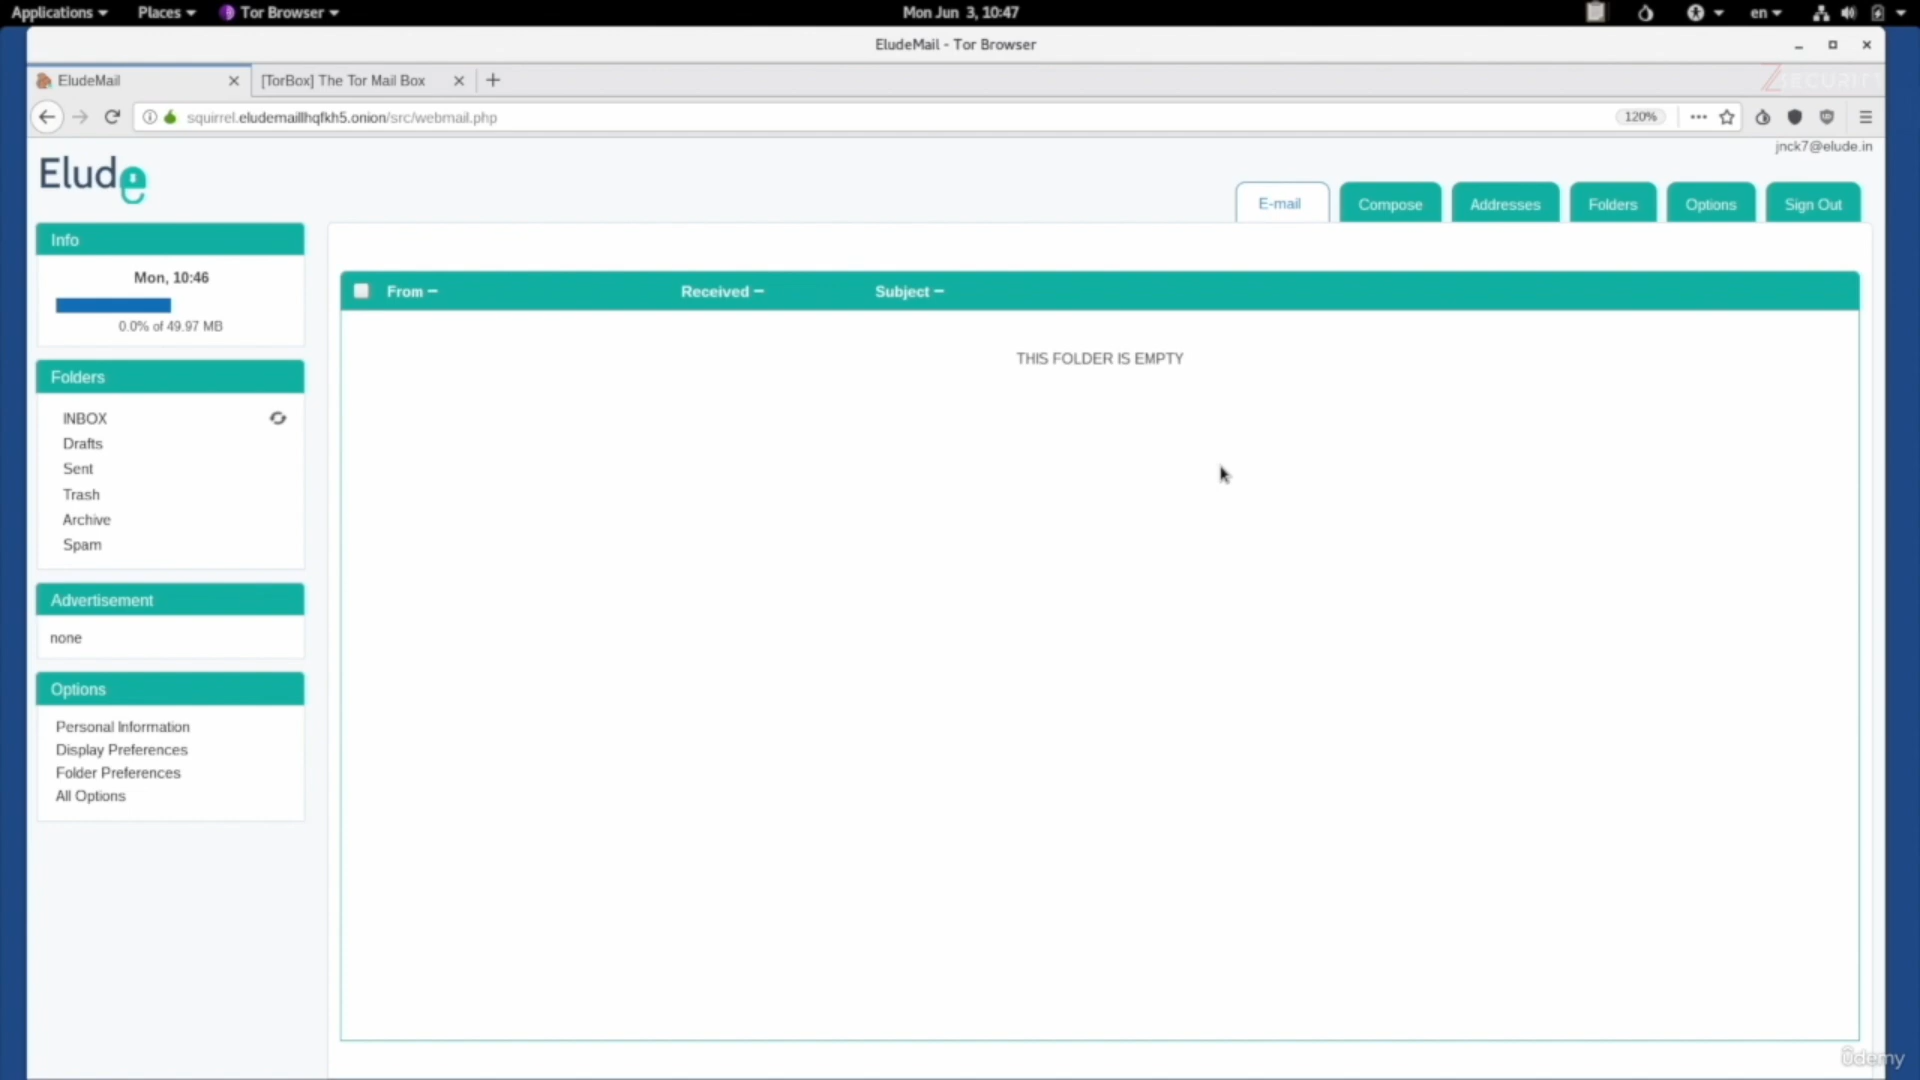 Applications Places Tor Browser Mon Jun 3, 10:47 en
EludeMail - Tor Browser
EludeMail [TorBox] The Tor Mail Box
ZSECURITY
squirrel.eludemaillhqfkh5.onion/src/webmail.php 120%
jnck7@elude.in
Elude
E-mail Compose Addresses Folders Options Sign Out
Info
Mon, 10:46
0.0% of 49.97 MB
From Received Subject
THIS FOLDER IS EMPTY
Folders
INBOX
Drafts
Sent
Trash
Archive
Spam
Advertisement
none
Options
Personal Information
Display Preferences
Folder Preferences
All Options
ûdemy